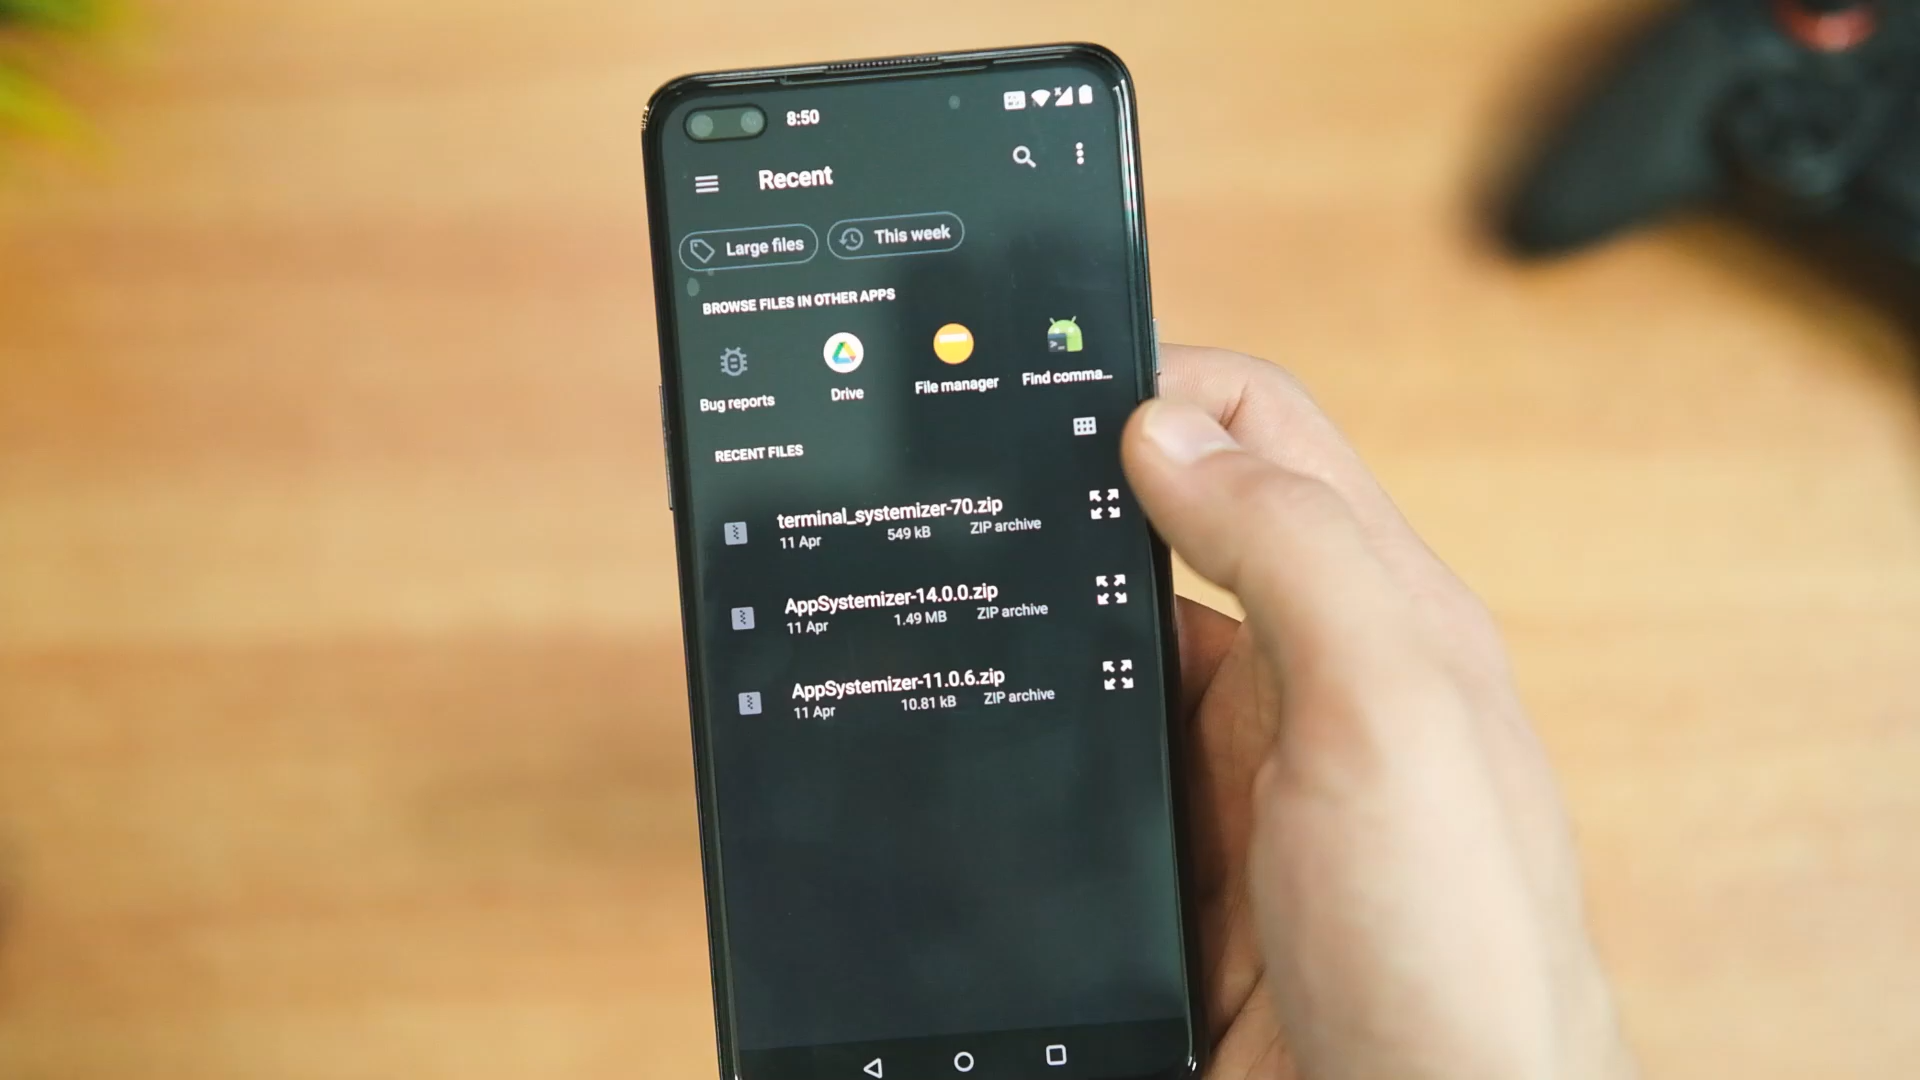 8:50
Recent
Large files
This week
BROWSE FILES IN OTHER APPS
Bug reports
Drive
File manager
Find comma...
RECENT FILES
terminal_systemizer-70.zip
11 Apr 549 kB ZIP archive
AppSystemizer-14.0.0.zip
11 Apr 1.49 MB ZIP archive
AppSystemizer-11.0.6.zip
11 Apr 10.81 kB ZIP archive